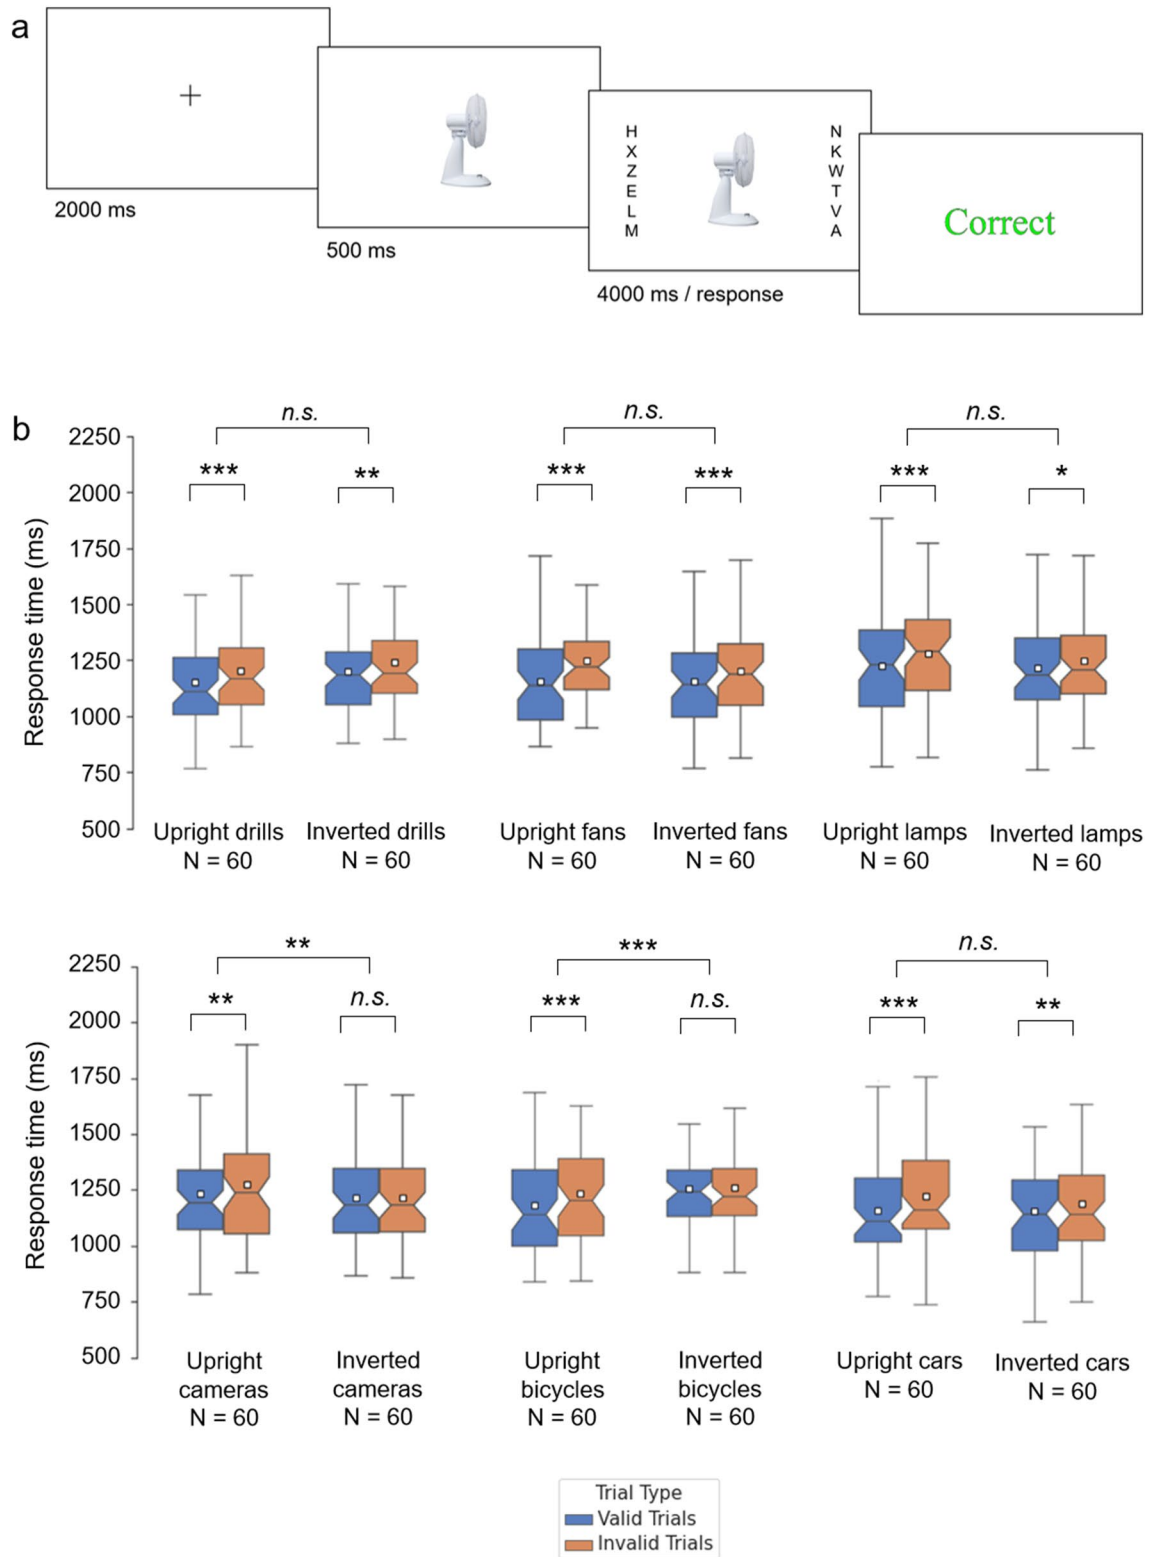 a
+
2000 ms
500 ms
H
X
Z
E
L
M
N
K
W
T
V
A
4000 ms / response
Correct
b
Response time (ms)
2250
2000
1750
1500
1250
1000
750
500
n.s.
n.s.
n.s.
*** ** *** *** *** *
Upright drills
N = 60
Inverted drills
N = 60
Upright fans
N = 60
Inverted fans
N = 60
Upright lamps
N = 60
Inverted lamps
N = 60
Response time (ms)
2250
2000
1750
1500
1250
1000
750
500
** *** n.s.
** n.s. *** n.s. *** **
Upright
cameras
N = 60
Inverted
cameras
N = 60
Upright
bicycles
N = 60
Inverted
bicycles
N = 60
Upright cars
N = 60
Inverted cars
N = 60
Trial Type
Valid Trials
Invalid Trials